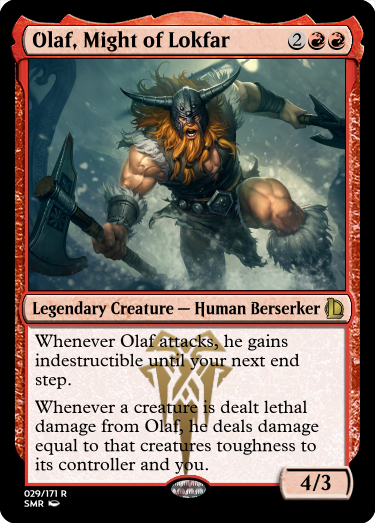 Olaf, Might of Lokfar 2
Legendary Creature — Human Berserker
Whenever Olaf attacks, he gains
indestructible until your next end
step.
Whenever a creature is dealt lethal
damage from Olaf, he deals damage
equal to that creatures toughness to
its controller and you.
4/3
029/171 R
SMR